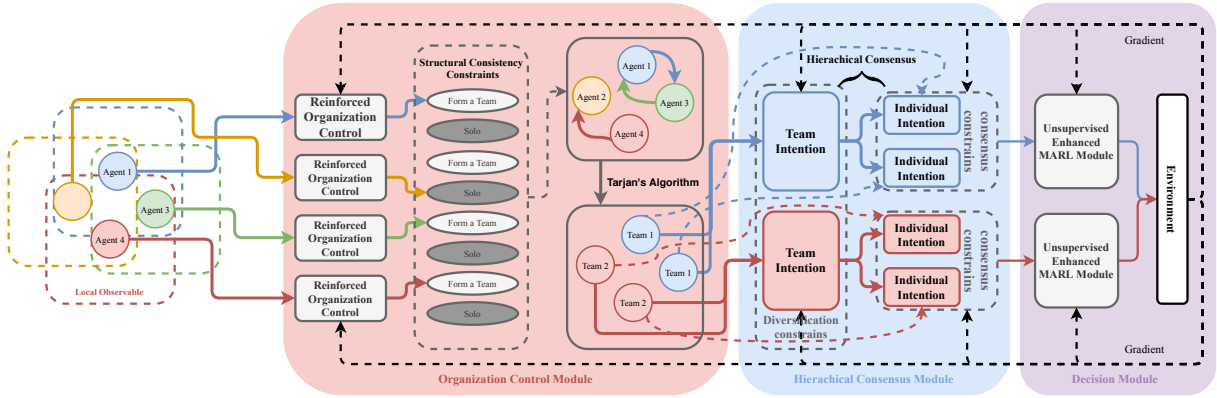 Agent 1
Agent 3
Agent 4
Local Observable
Reinforced
Organization
Control
Reinforced
Organization
Control
Reinforced
Organization
Control
Reinforced
Organization
Control
Structural Consistency
Constraints
Form a Team
Solo
Form a Team
Solo
Form a Team
Solo
Form a Team
Solo
Agent 1
Agent 2
Agent 3
Agent 4
Tarjan's Algorithm
Team 1
Team 2
Team 1
Team 2
Organization Control Module
Hierachical Consensus
Team
Intention
Individual
Intention
Individual
Intention
consensus
constrains
Team
Intention
Individual
Intention
Individual
Intention
consensus
constrains
Diversification
constrains
Hierachical Consensus Module
Gradient
Unsupervised
Enhanced
MARL Module
Unsupervised
Enhanced
MARL Module
Environment
Gradient
Decision Module